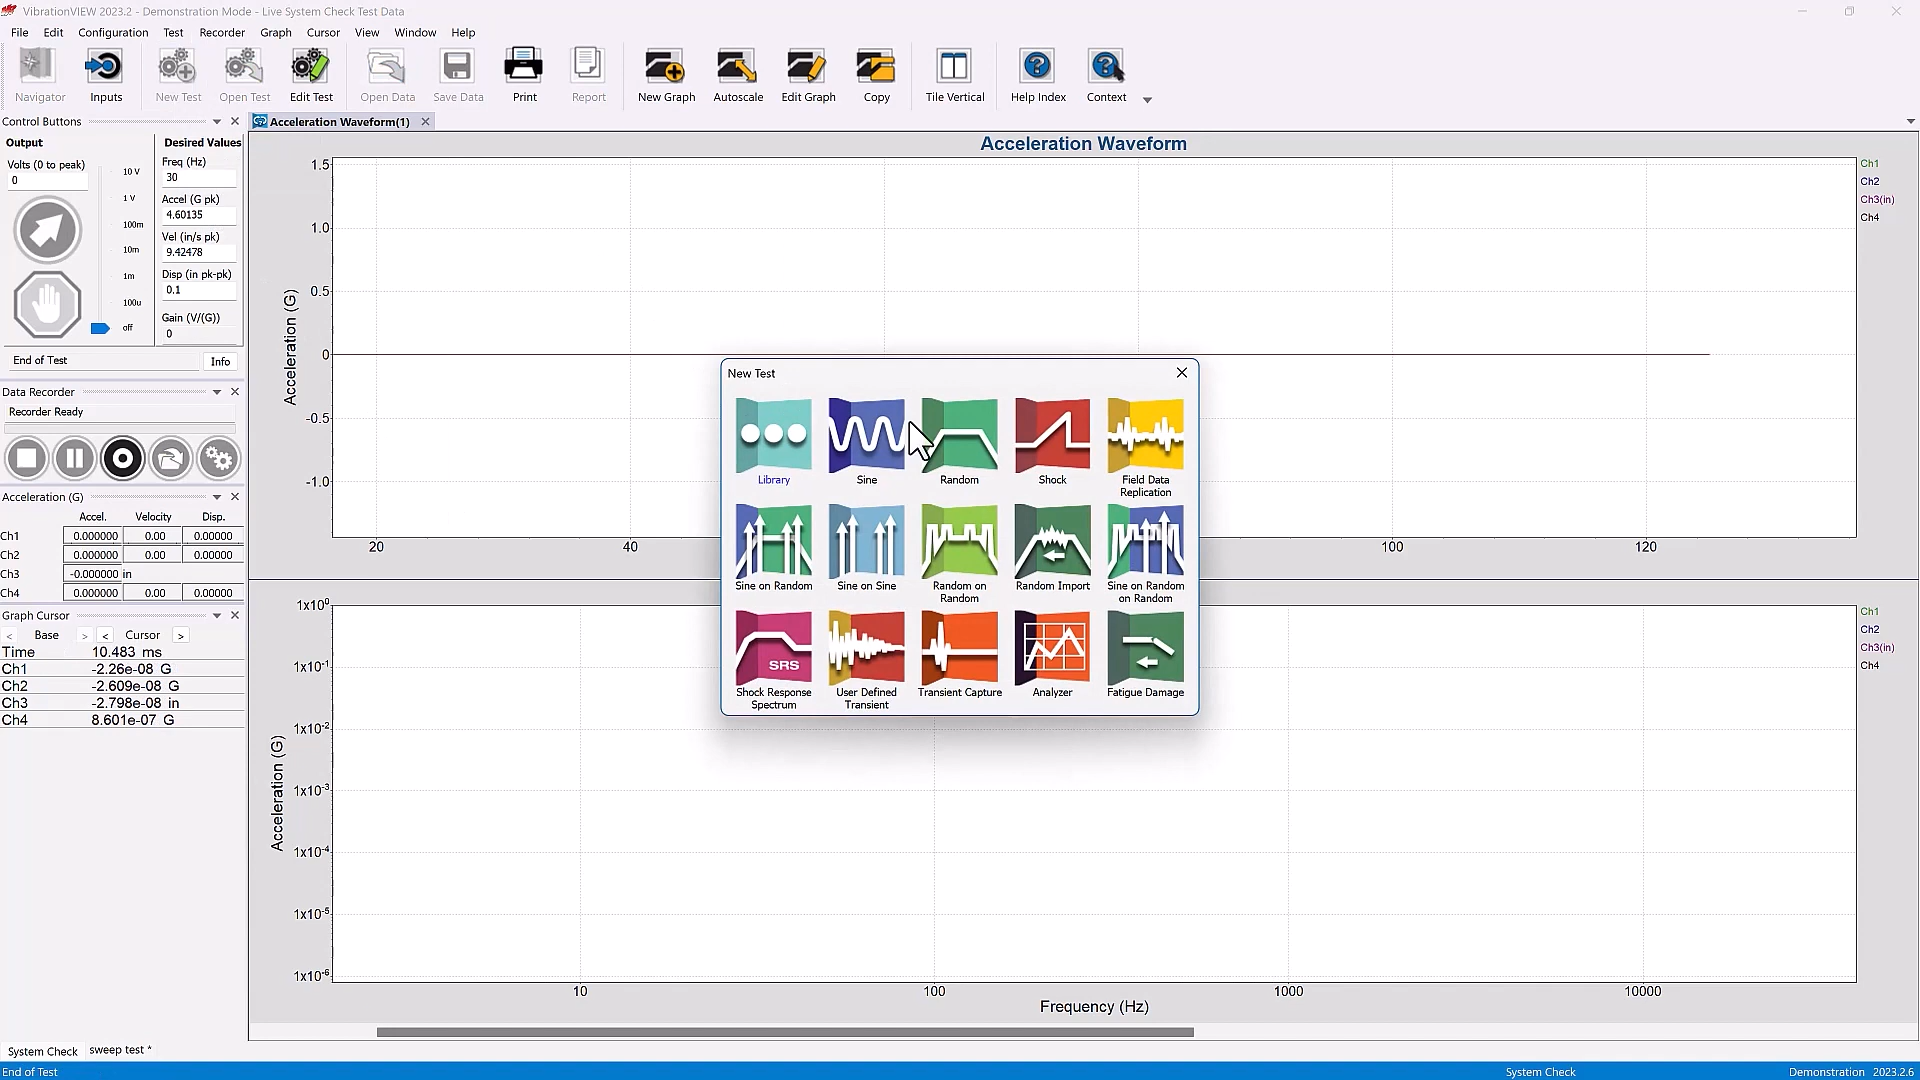 VibrationVIEW 2023.2 - Demonstration Mode - Live System Check Test Data
File Edit Configuration Test Recorder Graph Cursor View Window Help
Navigator Inputs New Test Open Test Edit Test Open Data Save Data Print Report New Graph Autoscale Edit Graph Copy Tile Vertical Help Index Context
Control Buttons
Output
Volts (0 to peak)
0
10 V
1 V
100m
10m
1m
100u
off
Desired Values
Freq (Hz)
30
Accel (G pk)
4.60135
Vel (in/s pk)
9.42478
Disp (in pk-pk)
0.1
Gain (V/(G))
0
End of Test Info
Data Recorder
Recorder Ready
Acceleration (G)
Accel. Velocity Disp.
Ch1 0.000000 0.00 0.00000
Ch2 0.000000 0.00 0.00000
Ch3 -0.000000 in
Ch4 0.000000 0.00 0.00000
Graph Cursor
< Base > < Cursor >
Time 10.483 ms
Ch1 -2.26e-08 G
Ch2 -2.609e-08 G
Ch3 -2.798e-08 in
Ch4 8.601e-07 G
Acceleration Waveform(1)
Acceleration Waveform
Acceleration (G)
1.5
1.0
0.5
0
-0.5
-1.0
20 40 100 120
Ch1
Ch2
Ch3(in)
Ch4
New Test
Library Sine Random Shock Field Data
Replication
Sine on Random Sine on Sine Random on
Random Random Import Sine on Random
on Random
SRS
Shock Response
Spectrum User Defined
Transient Transient Capture Analyzer Fatigue Damage
Acceleration (G)
1x10⁰
1x10⁻¹
1x10⁻²
1x10⁻³
1x10⁻⁴
1x10⁻⁵
1x10⁻⁶
10 100 1000 10000
Frequency (Hz)
Ch1
Ch2
Ch3(in)
Ch4
System Check sweep test *
End of Test System Check Demonstration 2023.2.6